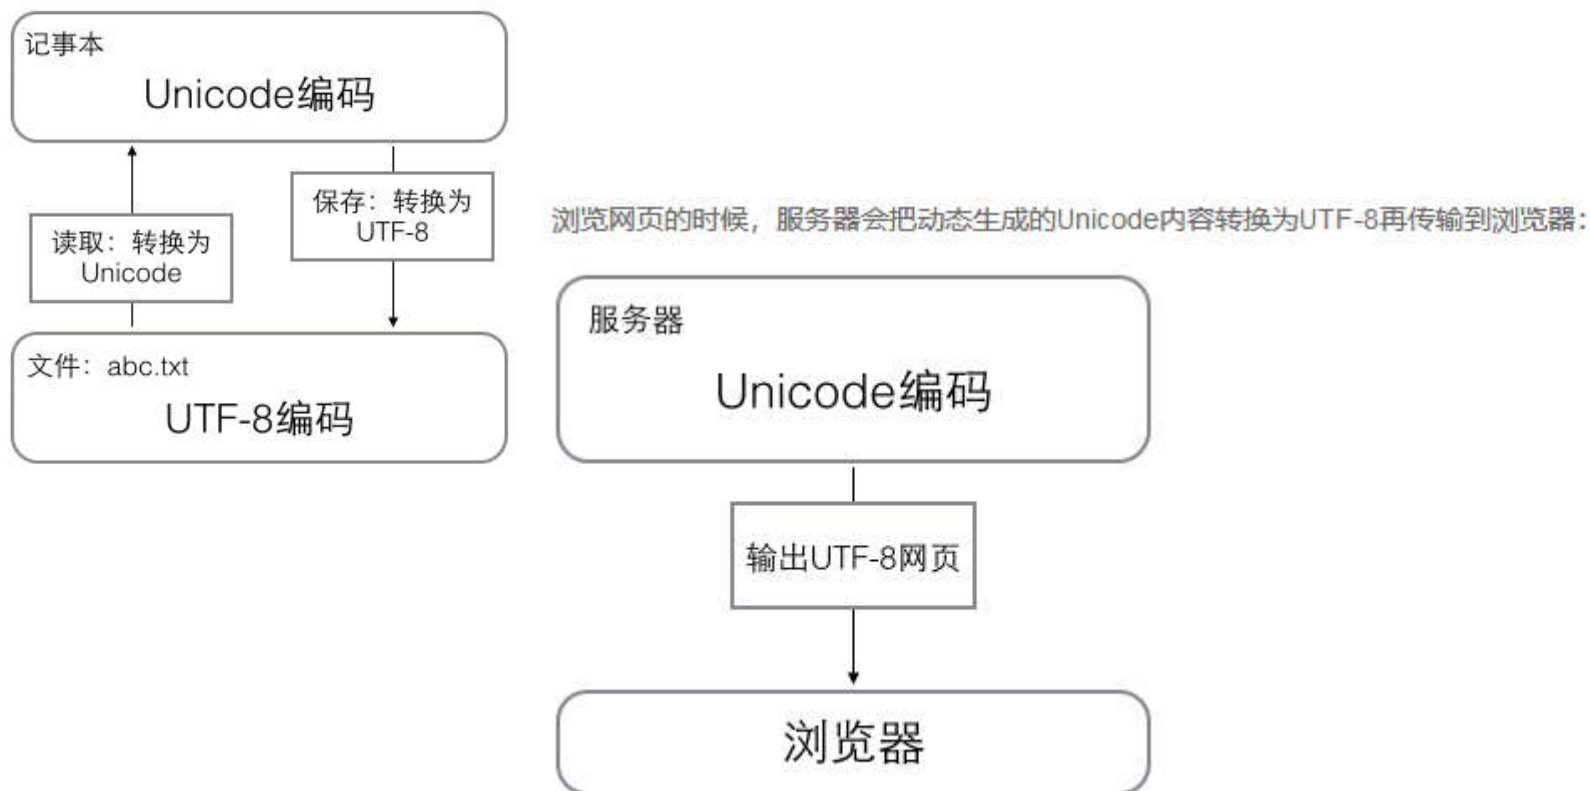 记事本
Unicode编码
读取：转换为
Unicode
保存：转换为
UTF-8
文件：abc.txt
UTF-8编码
浏览网页的时候，服务器会把动态生成的Unicode内容转换为UTF-8再传输到浏览器：
服务器
Unicode编码
输出UTF-8网页
浏览器